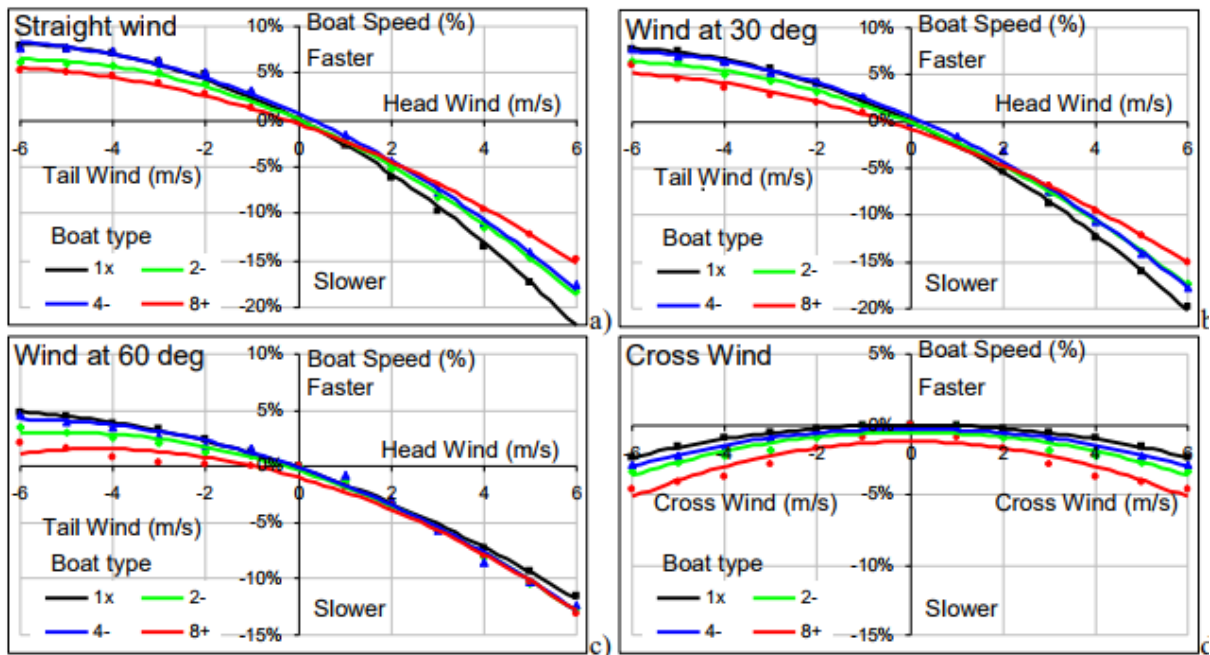 Straight wind
Boat Speed (%)
Faster
Head Wind (m/s)
Tail Wind (m/s)
Boat type
1x 2-
4- 8+
Slower
10%
5%
0%
-5%
-10%
-15%
-20%
-6 -4 -2 0 2 4 6
a)
Wind at 30 deg
Boat Speed (%)
Faster
Head Wind (m/s)
Tail Wind (m/s)
Boat type
1x 2-
4- 8+
Slower
10%
5%
0%
-5%
-10%
-15%
-20%
-6 -4 -2 0 2 4 6
b
Wind at 60 deg
Boat Speed (%)
Faster
Head Wind (m/s)
Tail Wind (m/s)
Boat type
1x 2-
4- 8+
Slower
10%
5%
0%
-5%
-10%
-15%
-6 -4 -2 0 2 4 6
c)
Cross Wind
Boat Speed (%)
Faster
Cross Wind (m/s)
Cross Wind (m/s)
Boat type
1x 2-
4- 8+
Slower
5%
0%
-5%
-10%
-15%
-6 -4 -2 0 2 4 6
d